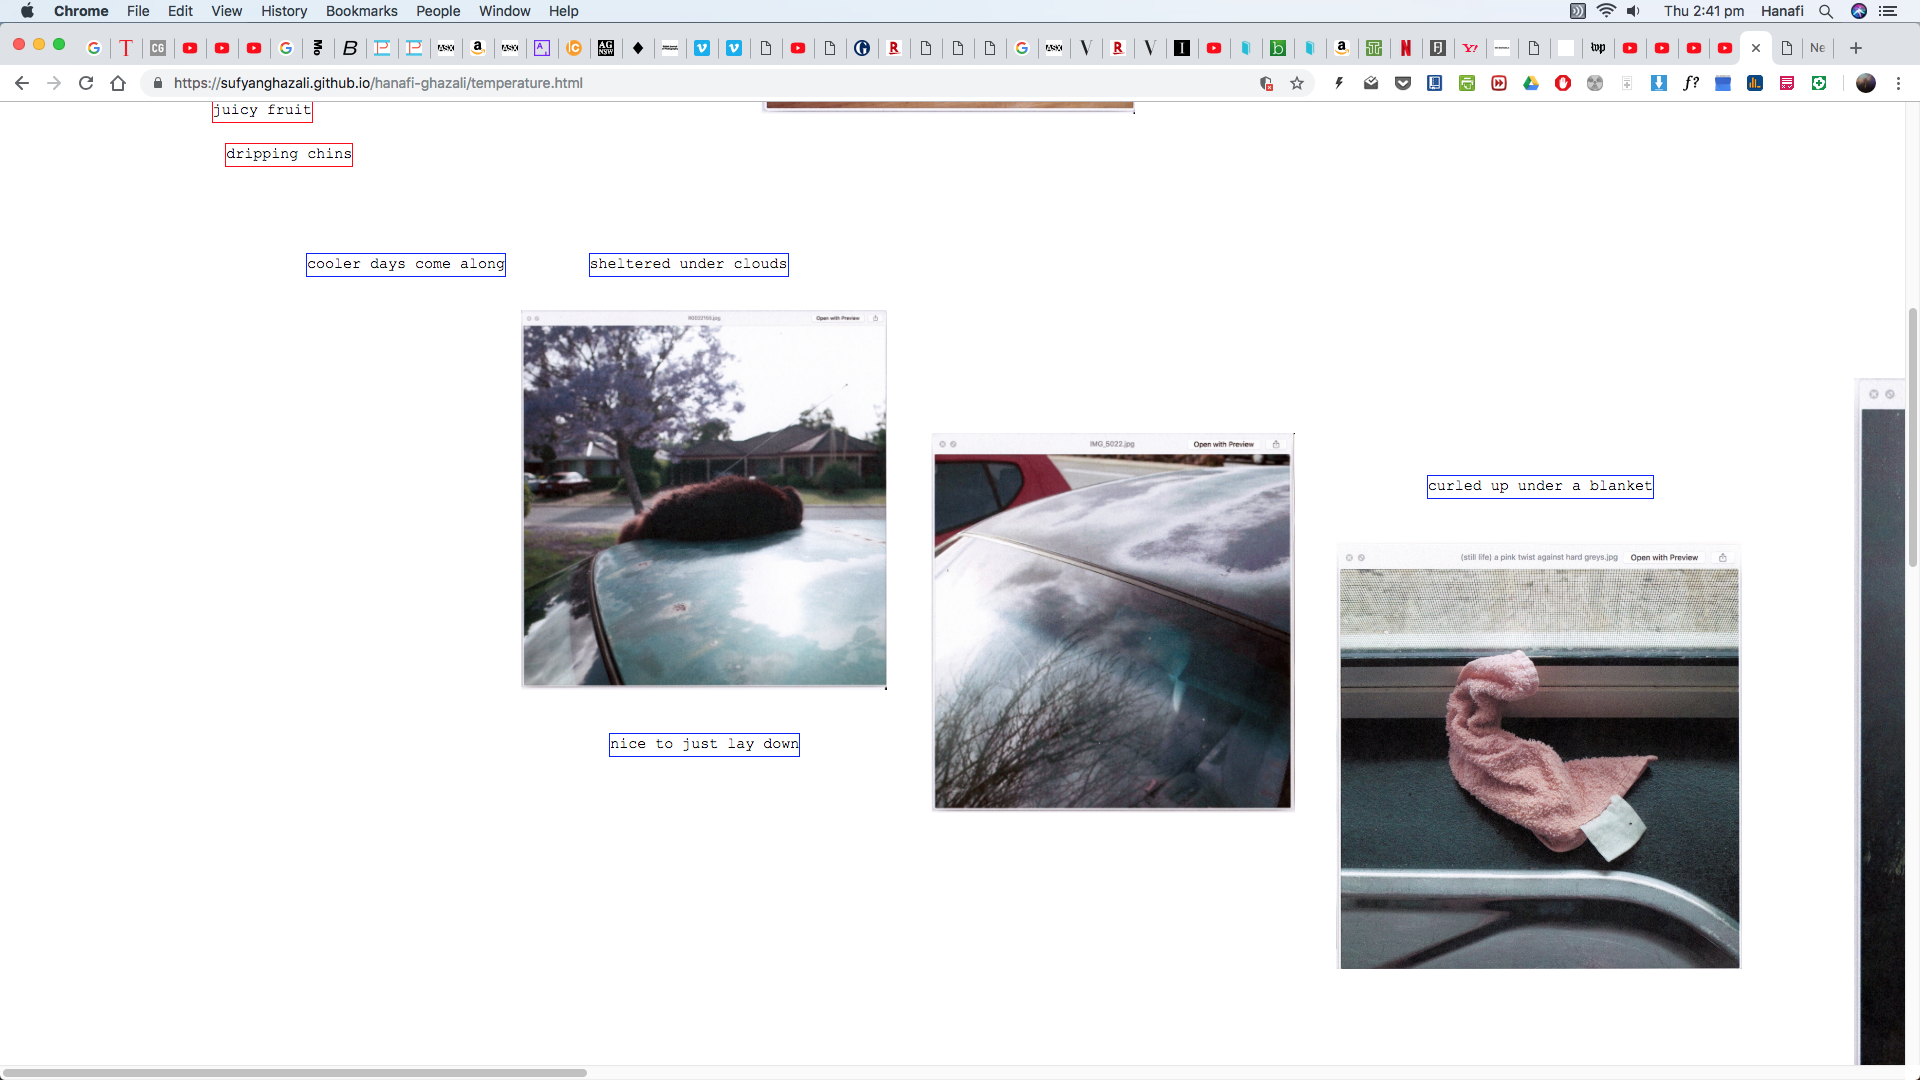 Chrome File Edit View History Bookmarks People Window Help Thu 2:41 pm Hanafi
Ne
https://sufyanghazali.github.io/hanafi-ghazali/temperature.html
juicy fruit
dripping chins
cooler days come along
sheltered under clouds
Open with Preview
IMG_5022.jpg Open with Preview
curled up under a blanket
(still life) a pink twist against hard greys.jpg Open with Preview
nice to just lay down